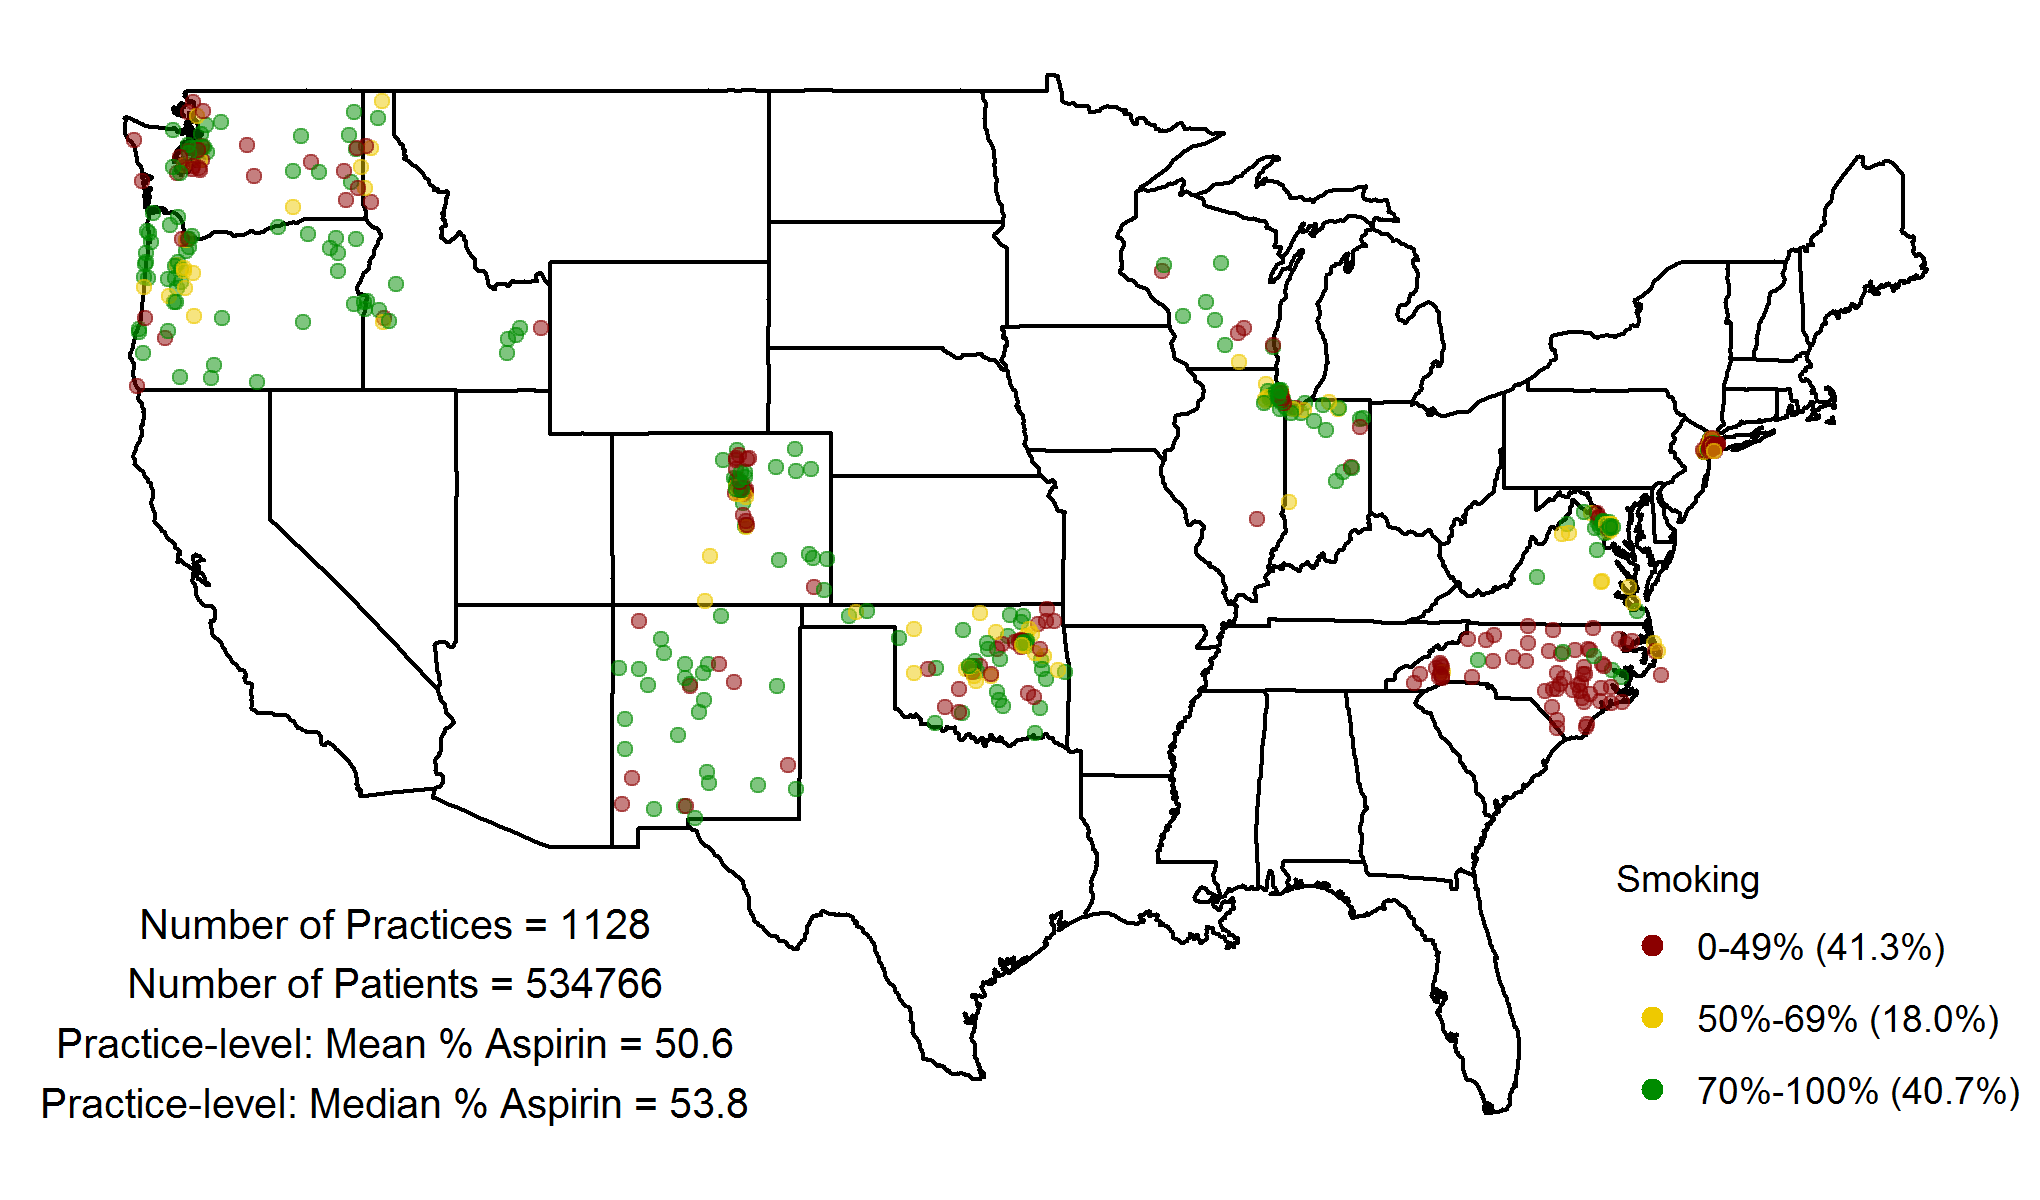 Number of Practices = 1128
Number of Patients = 534766
Practice-level: Mean % Aspirin = 50.6
Practice-level: Median % Aspirin = 53.8
Smoking
0-49% (41.3%)
50%-69% (18.0%)
70%-100% (40.7%)